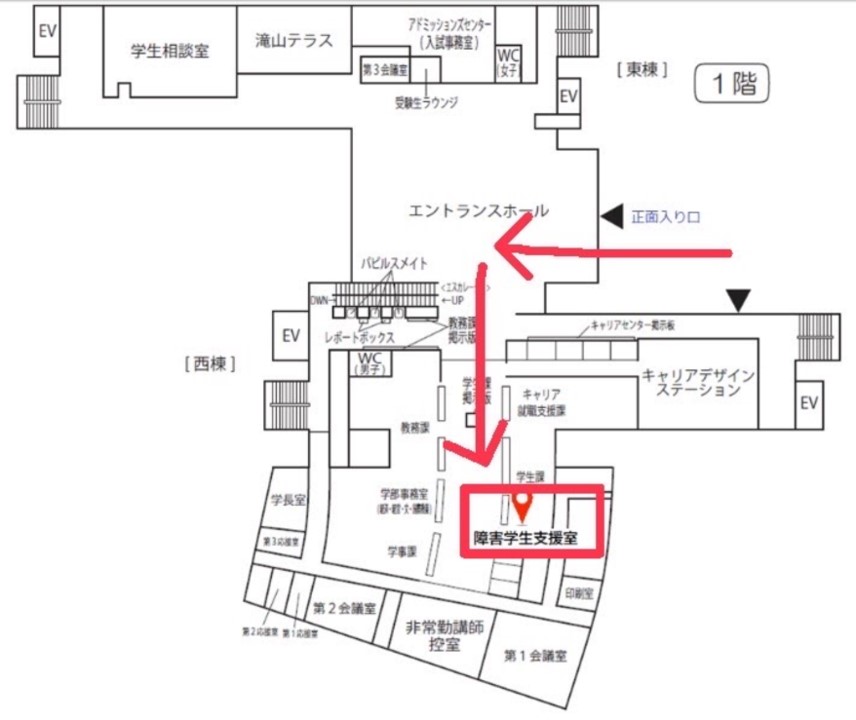 EV
学生相談室
滝山テラス
アドミッションズセンター
(入試事務室)
WC
(女子)
第3会議室
受験生ラウンジ
[東棟]
1階
EV
エントランスホール
正面入り口
パピルスメイト
<エスカレーター>
DWN→
←UP
レポートボックス
教務課
掲示版
キャリアセンター掲示板
EV
[西棟]
WC
(男子)
学生課
掲示版
キャリア
就職支援課
キャリアデザイン
ステーション
EV
教務課
学生課
学長室
学部事務室
障害学生支援室
第3応接室
学事課
印刷室
第2会議室
第2応接室
第1応接室
非常勤講師
控室
第1会議室